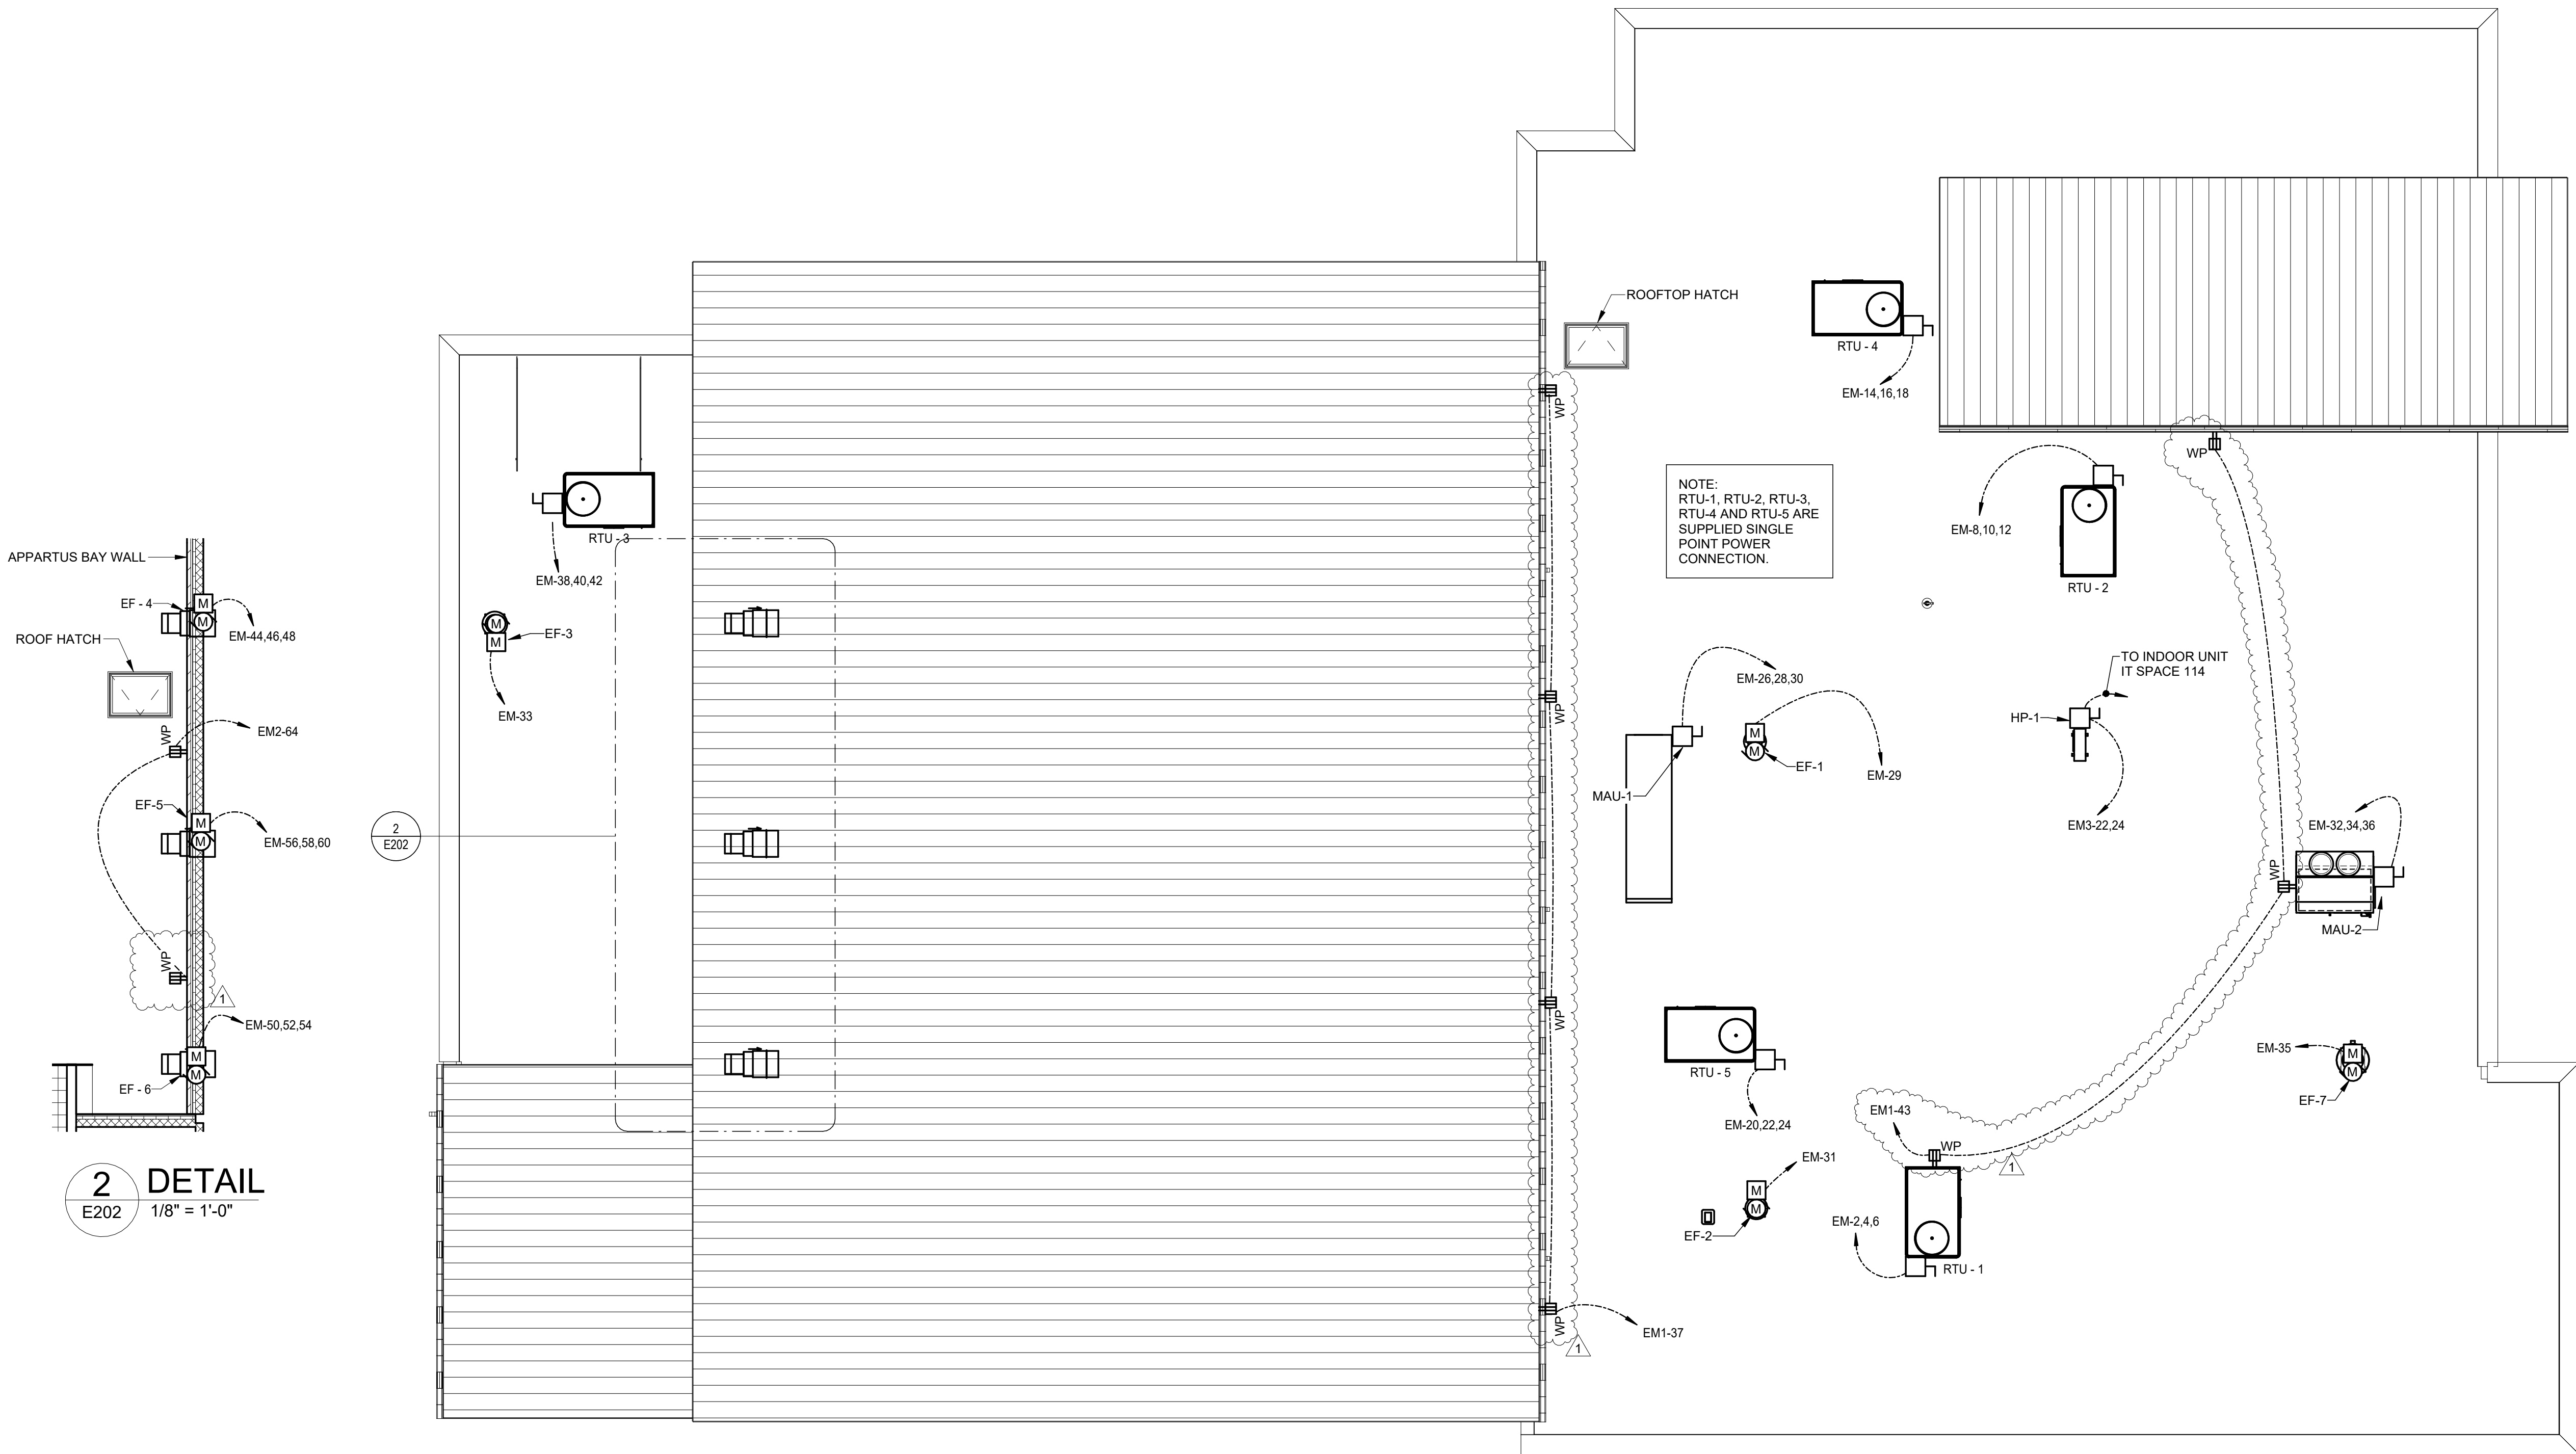 APPARTUS BAY WALL
EF - 4
M
M
EM-44,46,48
ROOF HATCH
WP
EM2-64
EF-5
M
M
EM-56,58,60
WP
1
EM-50,52,54
M
M
EF - 6
2
E202
DETAIL
1/8" = 1'-0"
RTU - 3
EM-38,40,42
M
M
EF-3
EM-33
2
E202
ROOFTOP HATCH
RTU - 4
EM-14,16,18
WP
WP
WP
WP
EM1-37
1
NOTE:
RTU-1, RTU-2, RTU-3,
RTU-4 AND RTU-5 ARE
SUPPLIED SINGLE
POINT POWER
CONNECTION.
WP
EM-8,10,12
RTU - 2
EM-26,28,30
MAU-1
M
M
EF-1
EM-29
TO INDOOR UNIT
IT SPACE 114
HP-1
EM3-22,24
EM-32,34,36
WP
MAU-2
RTU - 5
EM-20,22,24
EM-31
M
M
EF-2
EM1-43
WP
1
EM-2,4,6
RTU - 1
EM-35
M
M
EF-7